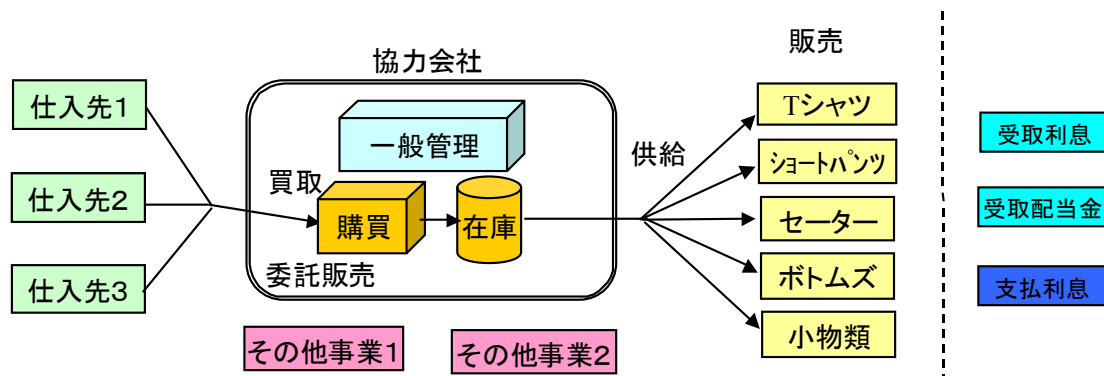 販売
協力会社
仕入先1
Tシャツ
一般管理
受取利息
供給
ショートパンツ
買取
仕入先2
購買
在庫
セーター
受取配当金
委託販売
ボトムズ
仕入先3
支払利息
小物類
その他事業1
その他事業2